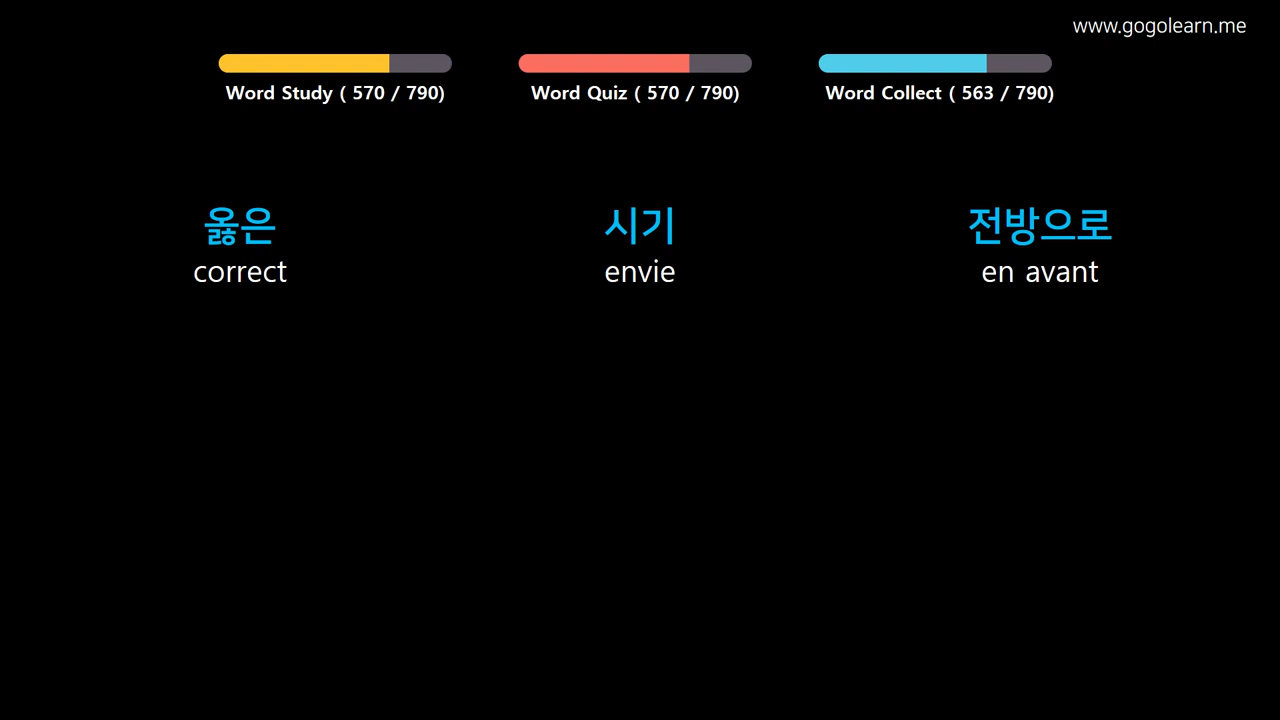 www.gogolearn.me
Word Study ( 570 / 790)
Word Quiz ( 570 / 790)
Word Collect ( 563 / 790)
옳은
시기
전방으로
correct
envie
en avant